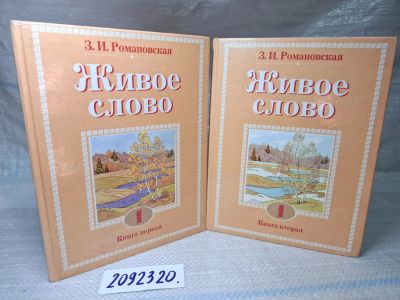 З. И. Романовская
Живое
слово
1
Книга первая
З. И. Романовская
Живое
слово
1
Книга вторая
2092320.